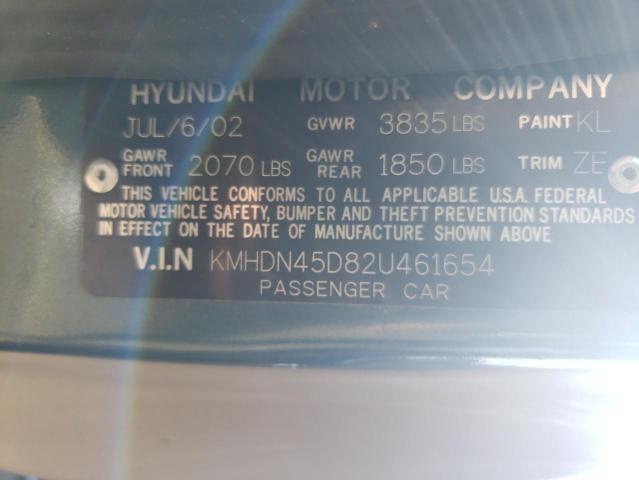 HYUNDAI MOTOR COMPANY
JUL/6/02 GVWR 3835 LBS PAINT KL
GAWR FRONT 2070 LBS GAWR REAR 1850 LBS TRIM ZE
THIS VEHICLE CONFORMS TO ALL APPLICABLE U.S.A. FEDERAL
MOTOR VEHICLE SAFETY, BUMPER AND THEFT PREVENTION STANDARDS
IN EFFECT ON THE DATE OF MANUFACTURE SHOWN ABOVE
V.I.N KMHDN45D82U461654
PASSENGER CAR